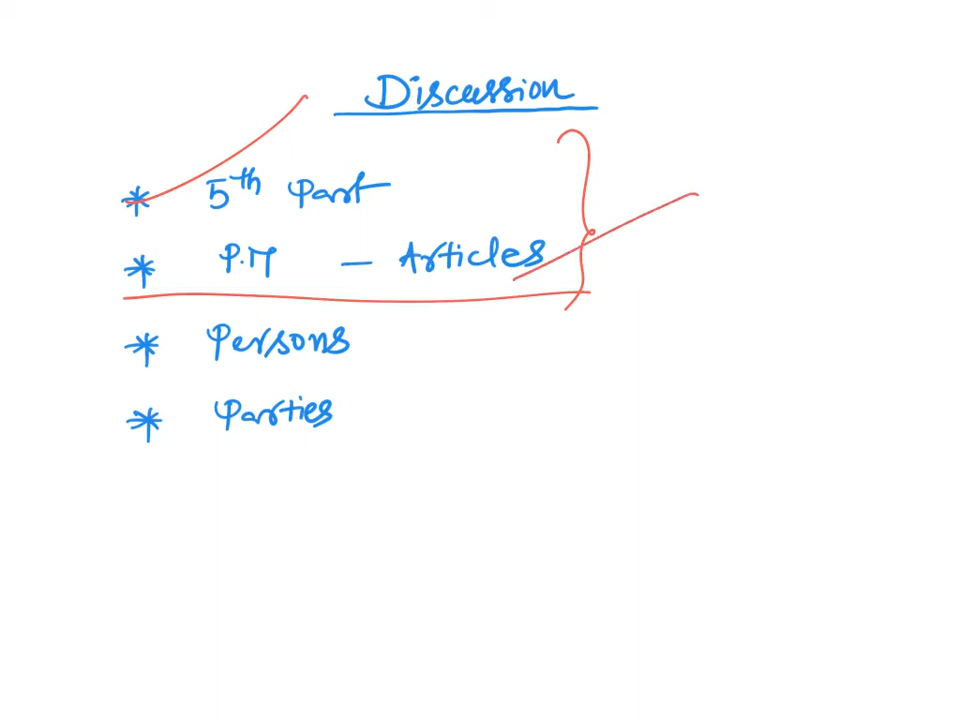 Discussion
* 5th Part
* P.M - Articles
* Persons
* Parties